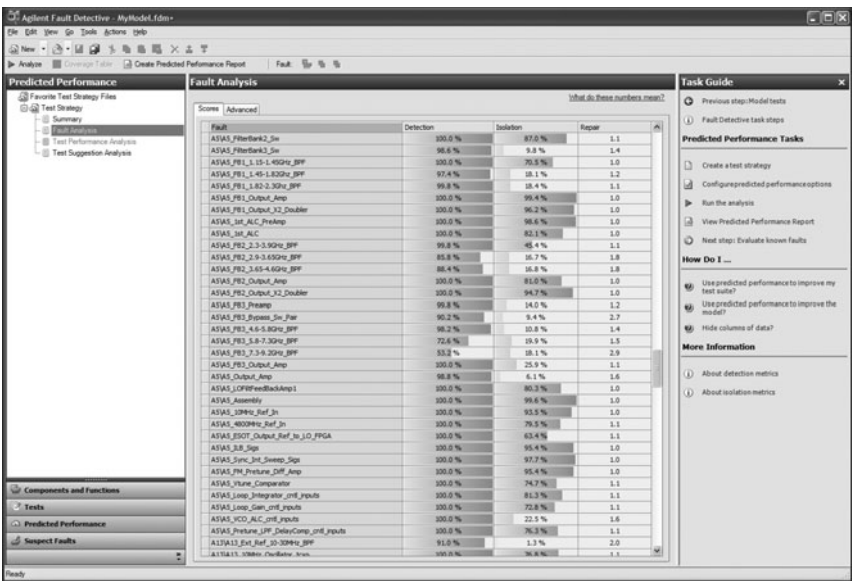 Agilent Fault Detective - MyModel.fdm*
File Edit View Go Tools Actions Help
New
Analyze Coverage Table Create Predicted Performance Report Fault:
Predicted Performance
Favorite Test Strategy Files
Test Strategy
Summary
Fault Analysis
Test Performance Analysis
Test Suggestion Analysis
Components and Functions
Tests
Predicted Performance
Suspect Faults
Ready
Fault Analysis
What do these numbers mean?
Scores Advanced
Fault Detection Isolation Repair
A5\A5_FilterBank2_Sw 100.0 % 87.0 % 1.1
A5\A5_FilterBank3_Sw 98.6 % 9.8 % 1.4
A5\A5_FB1_1.15-1.45GHz_BPF 100.0 % 70.5 % 1.0
A5\A5_FB1_1.45-1.82Ghz_BPF 97.4 % 18.1 % 1.2
A5\A5_FB1_1.82-2.3Ghz_BPF 99.8 % 18.4 % 1.1
A5\A5_FB1_Output_Amp 100.0 % 99.4 % 1.0
A5\A5_FB1_Output_X2_Doubler 100.0 % 96.2 % 1.0
A5\A5_1st_ALC_PreAmp 100.0 % 98.6 % 1.0
A5\A5_1st_ALC 100.0 % 82.1 % 1.0
A5\A5_FB2_2.3-3.9GHz_BPF 99.8 % 45.4 % 1.1
A5\A5_FB2_2.9-3.65GHz_BPF 85.8 % 16.7 % 1.8
A5\A5_FB2_3.65-4.6GHz_BPF 88.4 % 16.8 % 1.8
A5\A5_FB2_Output_Amp 100.0 % 81.0 % 1.0
A5\A5_FB2_Output_X2_Doubler 100.0 % 94.7 % 1.0
A5\A5_FB3_Preamp 99.8 % 14.0 % 1.2
A5\A5_FB3_Bypass_Sw_Pair 90.2 % 9.4 % 2.7
A5\A5_FB3_4.6-5.8GHz_BPF 98.2 % 10.8 % 1.4
A5\A5_FB3_5.8-7.3GHz_BPF 72.6 % 19.9 % 1.5
A5\A5_FB3_7.3-9.2GHz_BPF 53.2 % 18.1 % 2.9
A5\A5_FB3_Output_Amp 100.0 % 25.9 % 1.1
A5\A5_Output_Amp 98.8 % 6.1 % 1.6
A5\A5_LOFiltFeedBackAmp1 100.0 % 80.3 % 1.0
A5\A5_Assembly 100.0 % 99.6 % 1.0
A5\A5_10MHz_Ref_In 100.0 % 93.5 % 1.0
A5\A5_4800MHz_Ref_In 100.0 % 79.5 % 1.1
A5\A5_ESOT_Output_Ref_to_LO_FPGA 100.0 % 63.4 % 1.1
A5\A5_JLB_Sigs 100.0 % 95.4 % 1.0
A5\A5_Sync_Int_Sweep_Sigs 100.0 % 97.7 % 1.0
A5\A5_FM_Pretune_Diff_Amp 100.0 % 95.4 % 1.0
A5\A5_Vtune_Comparator 100.0 % 74.7 % 1.1
A5\A5_Loop_Integrator_cntl_inputs 100.0 % 81.3 % 1.1
A5\A5_Loop_Gain_cntl_inputs 100.0 % 72.8 % 1.1
A5\A5_VCO_ALC_cntl_inputs 100.0 % 22.5 % 1.6
A5\A5_Pretune_LPF_DelayComp_cntl_inputs 100.0 % 76.3 % 1.1
A13\A13_Ext_Ref_10-30MHz_BPF 91.0 % 1.3 % 2.0
100.0 % 76.8 % 1.1
Task Guide
Previous step: Model tests
Fault Detective task steps
Predicted Performance Tasks
Create a test strategy
Configure predicted performance options
Run the analysis
View Predicted Performance Report
Next step: Evaluate known faults
How Do I ...
Use predicted performance to improve my
test suite?
Use predicted performance to improve the
model?
Hide columns of data?
More Information
About detection metrics
About isolation metrics